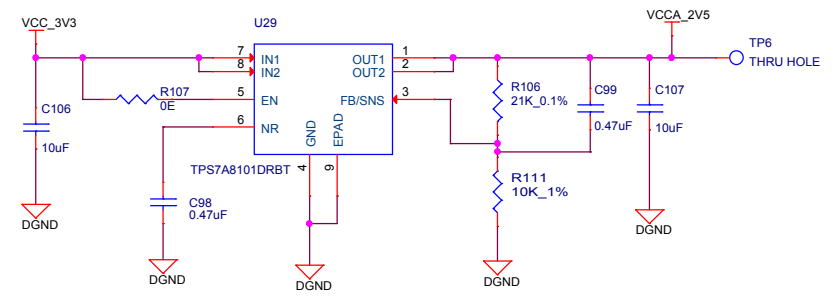 U29
VCC_3V3
VCCA_2V5
TP6
THRU HOLE
7
IN1
OUT1
1
8
IN2
OUT2
2
R107
0E
5
EN
FB/SNS
3
R106
21K_0.1%
C99
0.47uF
C107
10uF
C106
10uF
6
NR
GND
EPAD
TPS7A8101DRBT
4
9
R111
10K_1%
C98
0.47uF
DGND
DGND
DGND
DGND
DGND